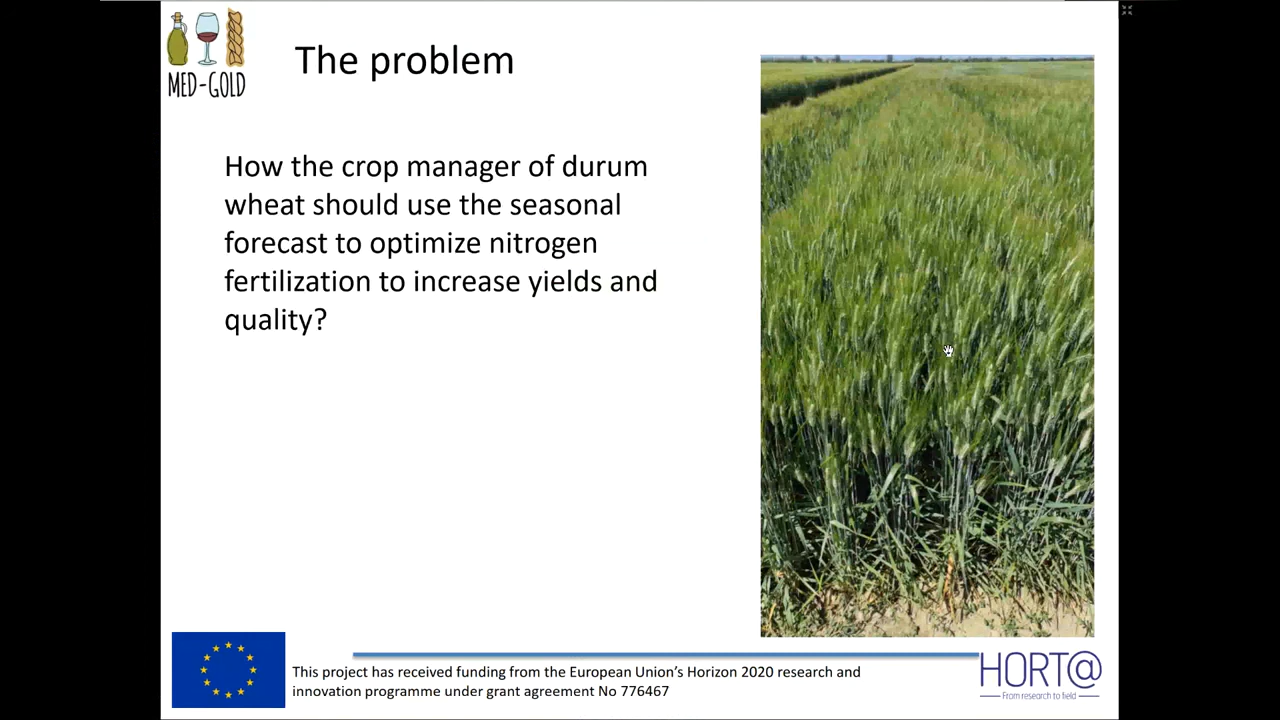 MED-GOLD
The problem
How the crop manager of durum
wheat should use the seasonal
forecast to optimize nitrogen
fertilization to increase yields and
quality?
This project has received funding from the European Union’s Horizon 2020 research and
innovation programme under grant agreement No 776467
HORT@
From research to field